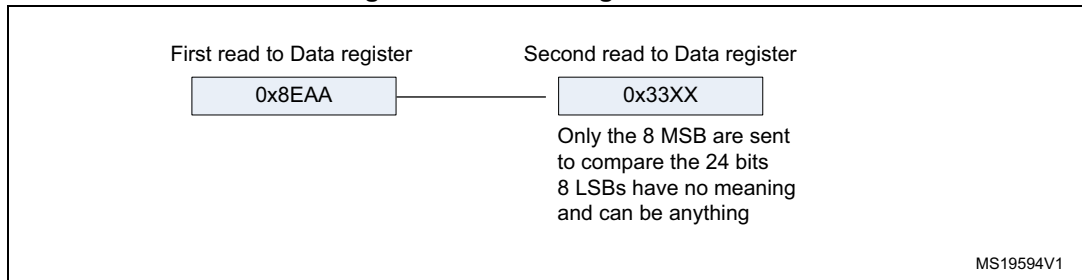 First read to Data register
Second read to Data register
0x8EAA
0x33XX
Only the 8 MSB are sent
to compare the 24 bits
8 LSBs have no meaning
and can be anything
MS19594V1